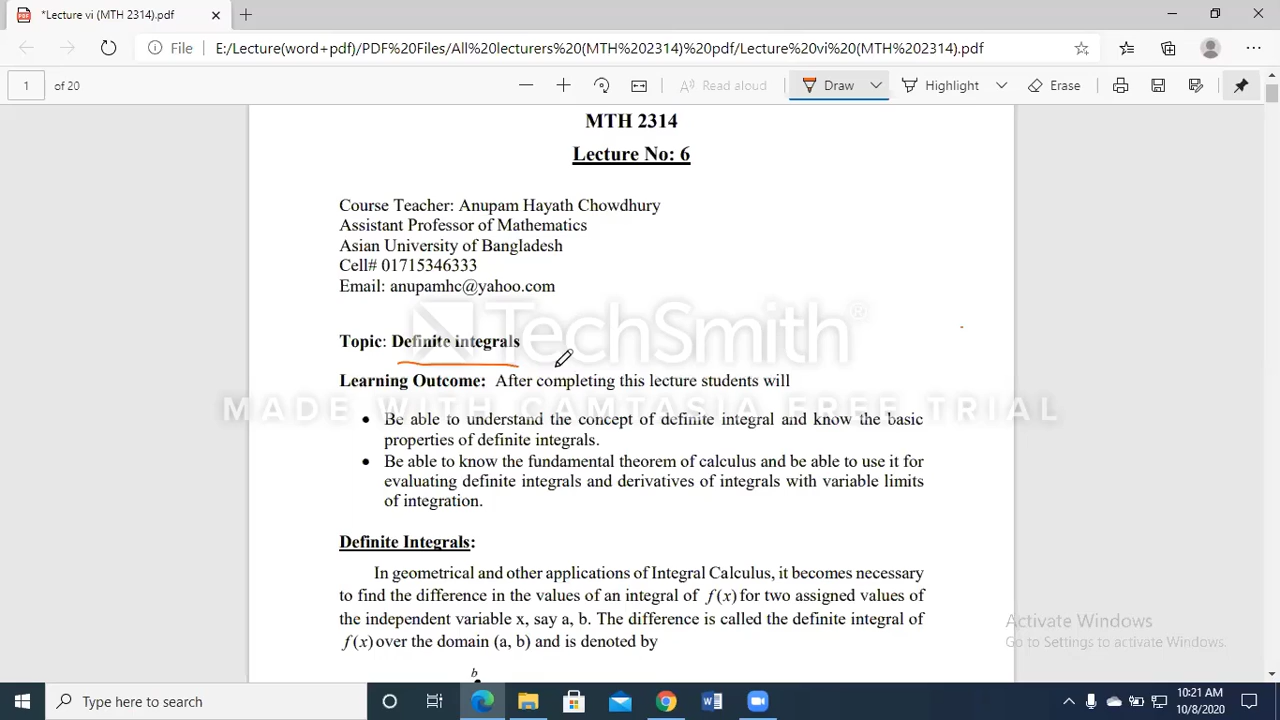 *Lecture vi (MTH 2314).pdf
File E:/Lecture(word+pdf)/PDF%20Files/All%20lecturers%20(MTH%202314)%20pdf/Lecture%20vi%20(MTH%202314).pdf
1 of 20 Read aloud Draw Highlight Erase
MTH 2314
Lecture No: 6
Course Teacher: Anupam Hayath Chowdhury
Assistant Professor of Mathematics
Asian University of Bangladesh
Cell# 01715346333
Email: anupamhc@yahoo.com
TechSmith®
Topic: Definite integrals
Learning Outcome: After completing this lecture students will
MADE WITH CAMTASIA FREE TRIAL
• Be able to understand the concept of definite integral and know the basic
properties of definite integrals.
• Be able to know the fundamental theorem of calculus and be able to use it for
evaluating definite integrals and derivatives of integrals with variable limits
of integration.
Definite Integrals:
In geometrical and other applications of Integral Calculus, it becomes necessary
to find the difference in the values of an integral of f(x) for two assigned values of
the independent variable x, say a, b. The difference is called the definite integral of
f(x) over the domain (a, b) and is denoted by
b
Activate Windows
Go to Settings to activate Windows.
Type here to search
10:21 AM
10/8/2020